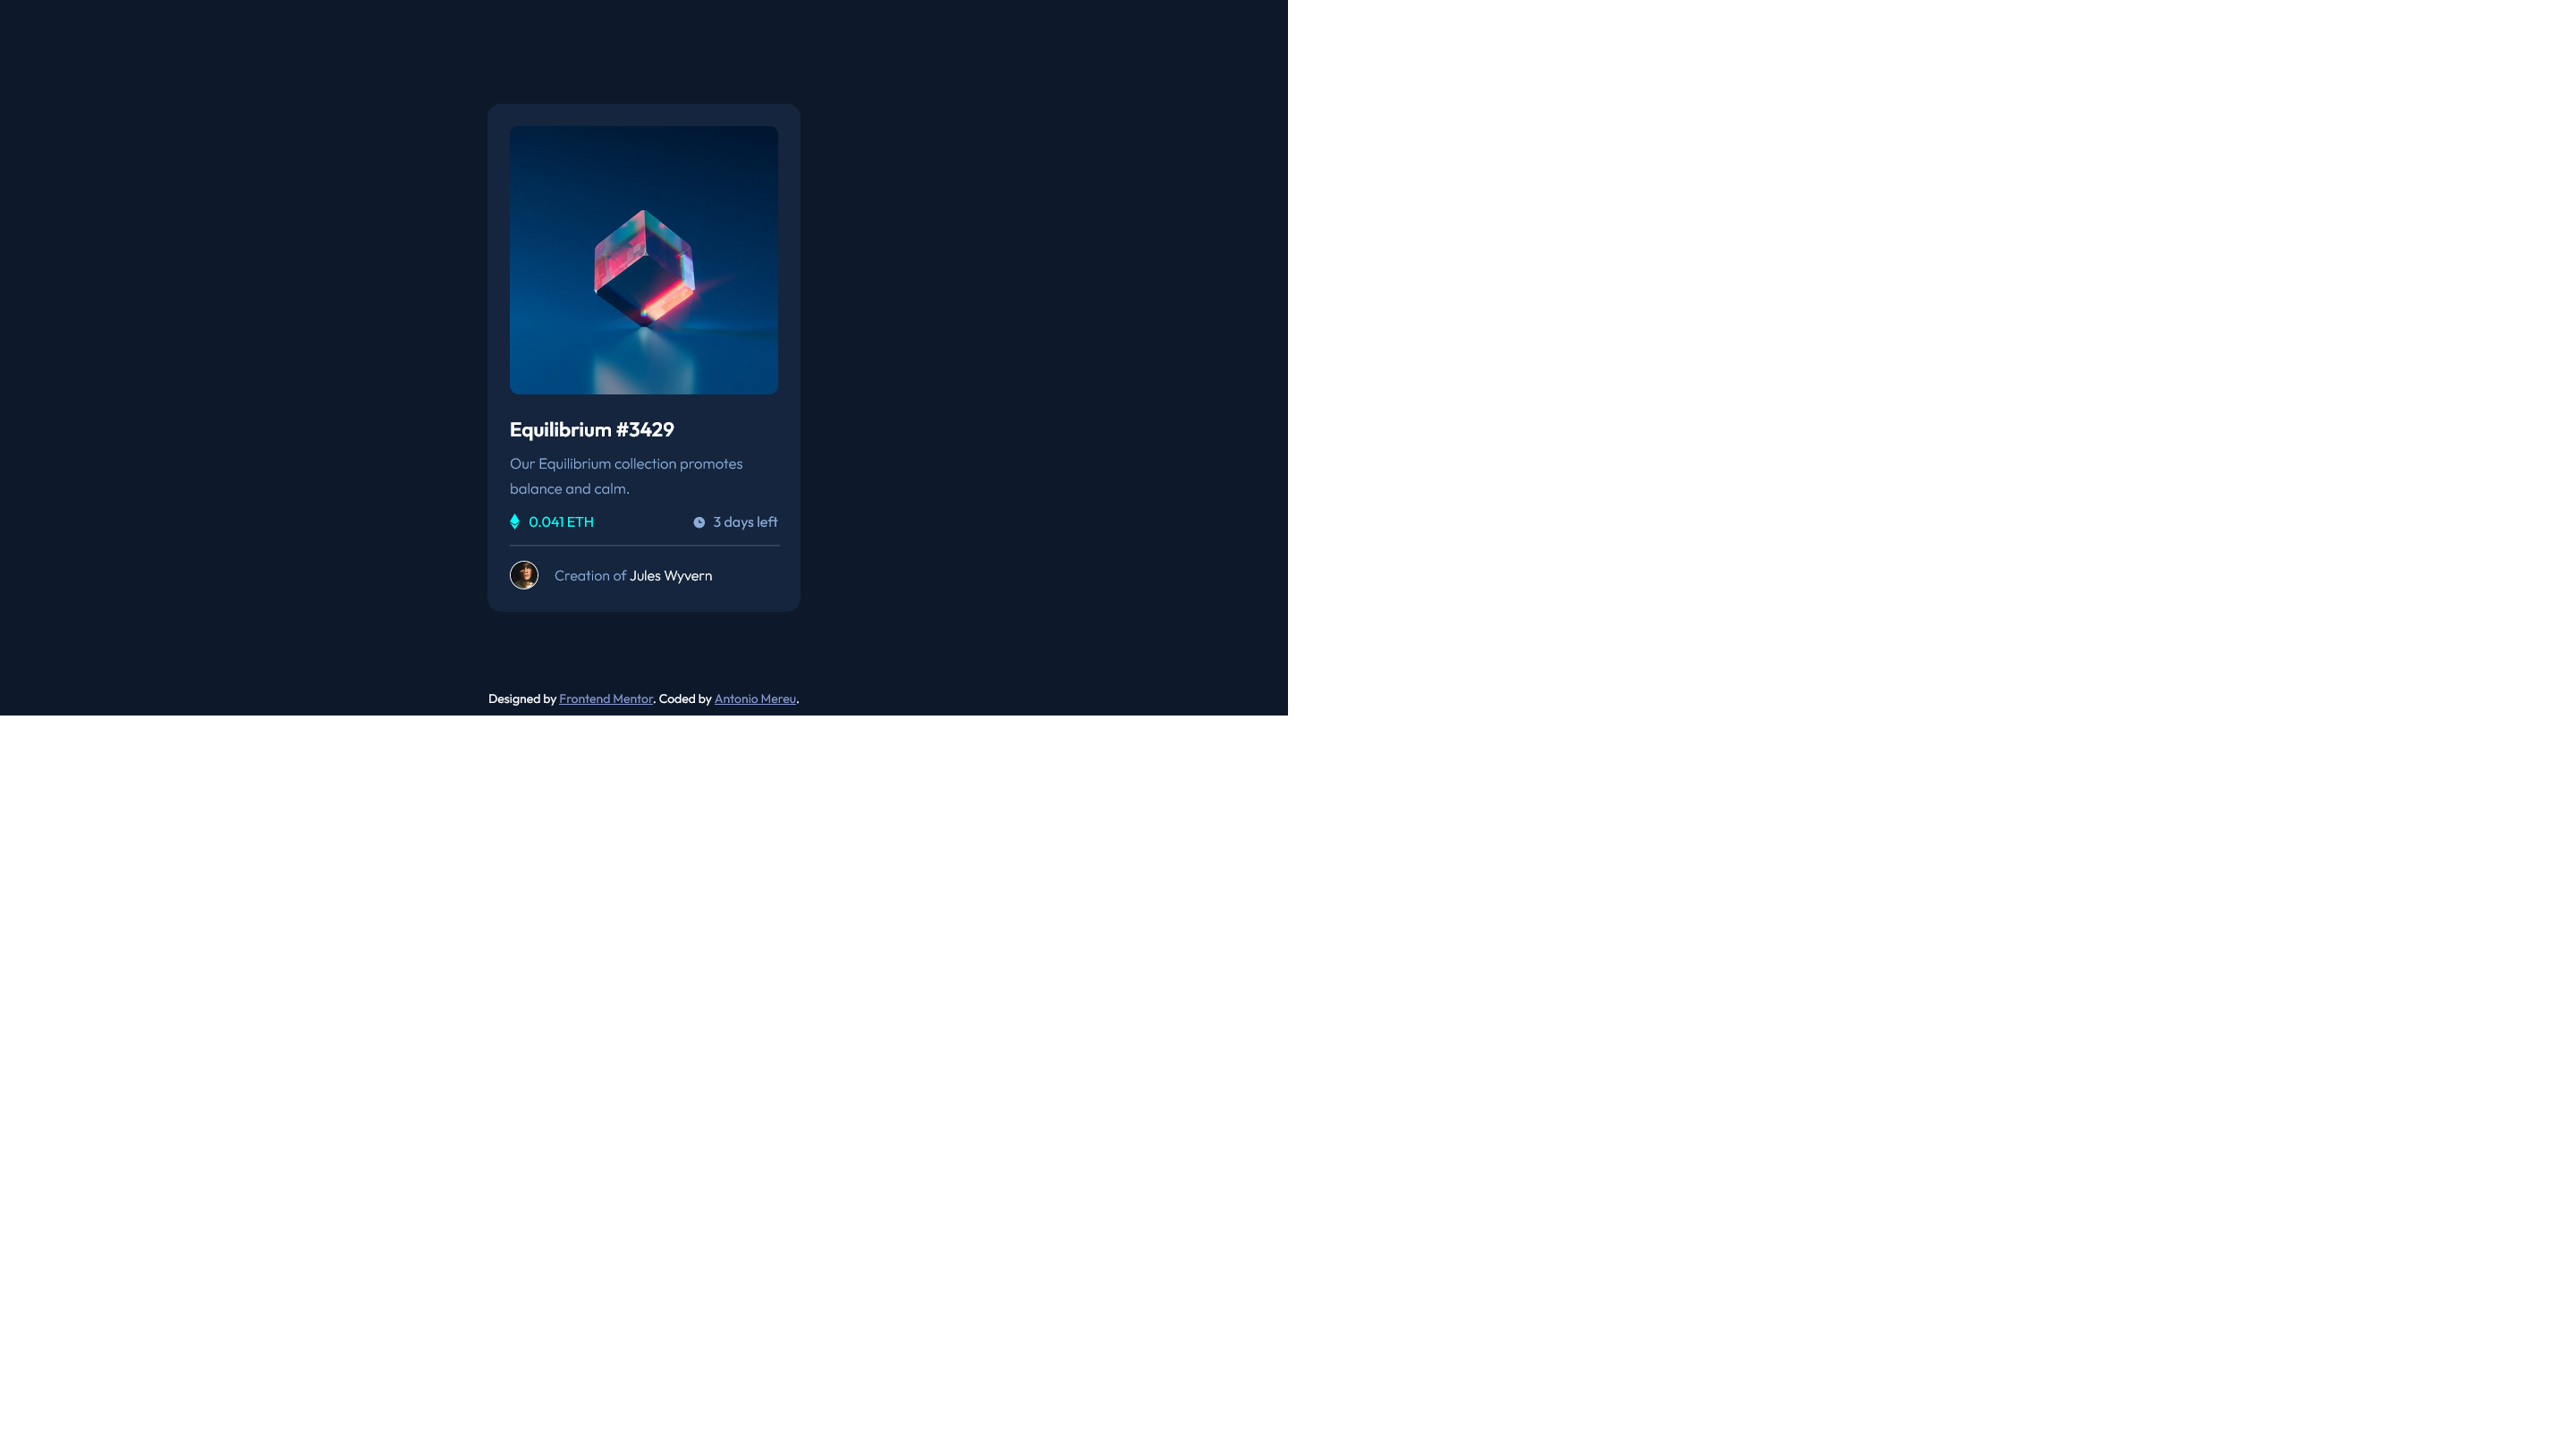 Equilibrium #3429
Our Equilibrium collection promotes
balance and calm.
0.041 ETH
3 days left
Creation of Jules Wyvern
Designed by Frontend Mentor. Coded by Antonio Mereu.